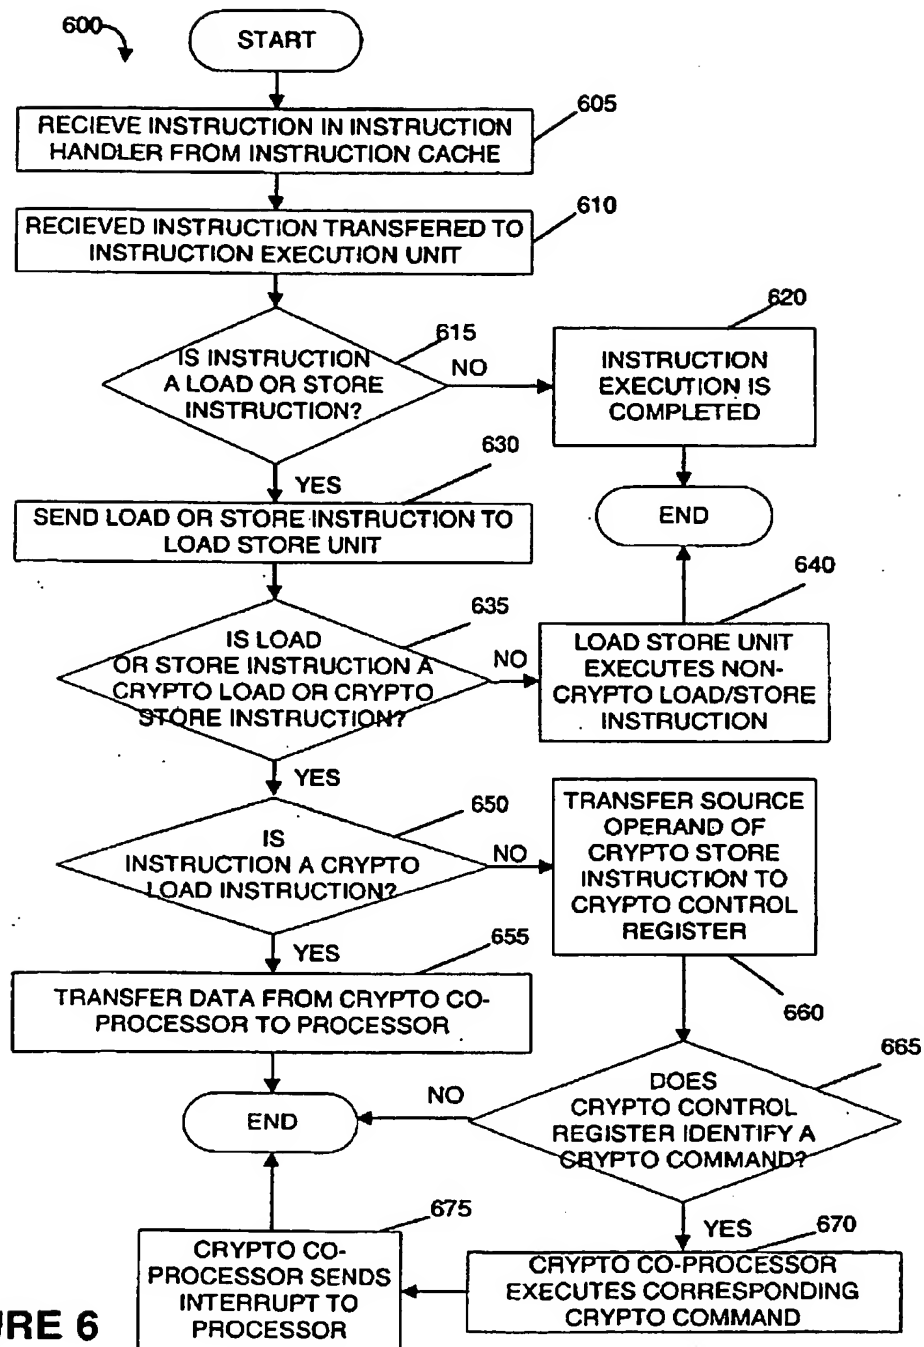 600
START
605
RECIEVE INSTRUCTION IN INSTRUCTION
HANDLER FROM INSTRUCTION CACHE
610
RECIEVED INSTRUCTION TRANSFERED TO
INSTRUCTION EXECUTION UNIT
615
IS INSTRUCTION
A LOAD OR STORE
INSTRUCTION?
NO
620
INSTRUCTION
EXECUTION IS
COMPLETED
END
YES
630
SEND LOAD OR STORE INSTRUCTION TO
LOAD STORE UNIT
635
IS LOAD
OR STORE INSTRUCTION A
CRYPTO LOAD OR CRYPTO
STORE INSTRUCTION?
NO
640
LOAD STORE UNIT
EXECUTES NON-
CRYPTO LOAD/STORE
INSTRUCTION
YES
650
IS
INSTRUCTION A CRYPTO
LOAD INSTRUCTION?
NO
TRANSFER SOURCE
OPERAND OF
CRYPTO STORE
INSTRUCTION TO
CRYPTO CONTROL
REGISTER
660
YES
655
TRANSFER DATA FROM CRYPTO CO-
PROCESSOR TO PROCESSOR
END
665
DOES
CRYPTO CONTROL
REGISTER IDENTIFY A
CRYPTO COMMAND?
NO
YES
670
CRYPTO CO-PROCESSOR
EXECUTES CORRESPONDING
CRYPTO COMMAND
675
CRYPTO CO-
PROCESSOR SENDS
INTERRUPT TO
PROCESSOR
URE 6